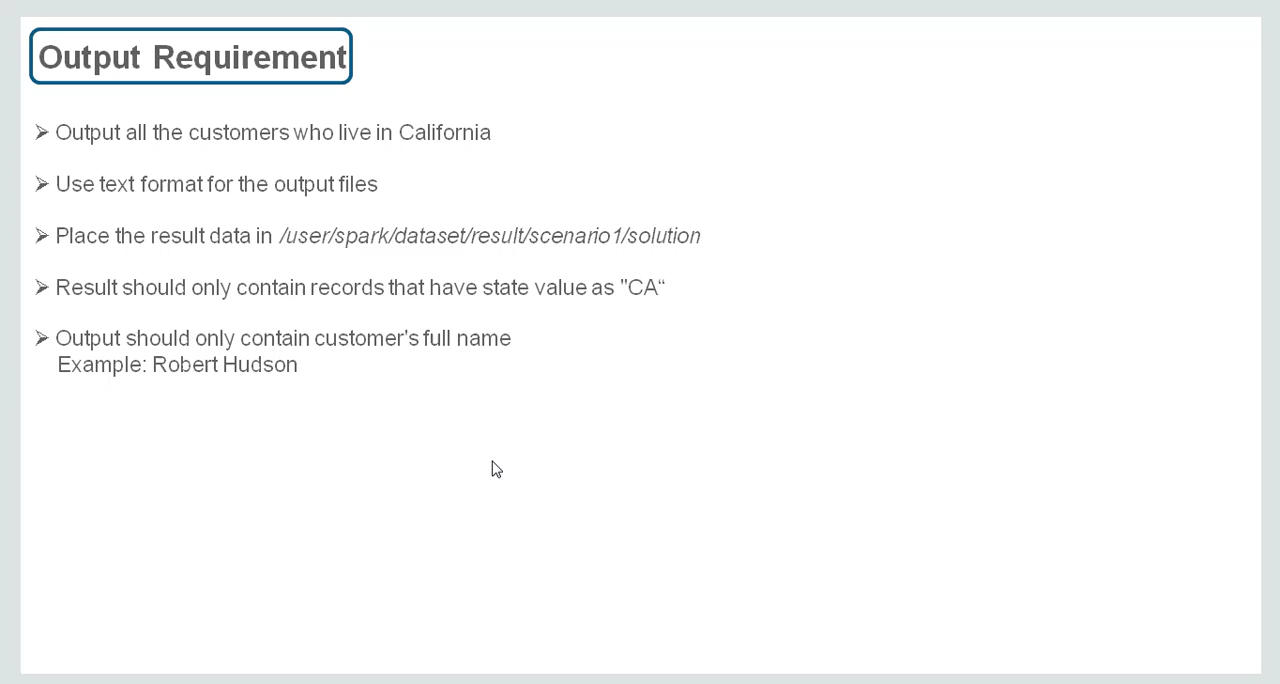 Output Requirement
➢ Output all the customers who live in California
➢ Use text format for the output files
➢ Place the result data in /user/spark/dataset/result/scenario1/solution
➢ Result should only contain records that have state value as "CA“
➢ Output should only contain customer's full name
Example: Robert Hudson